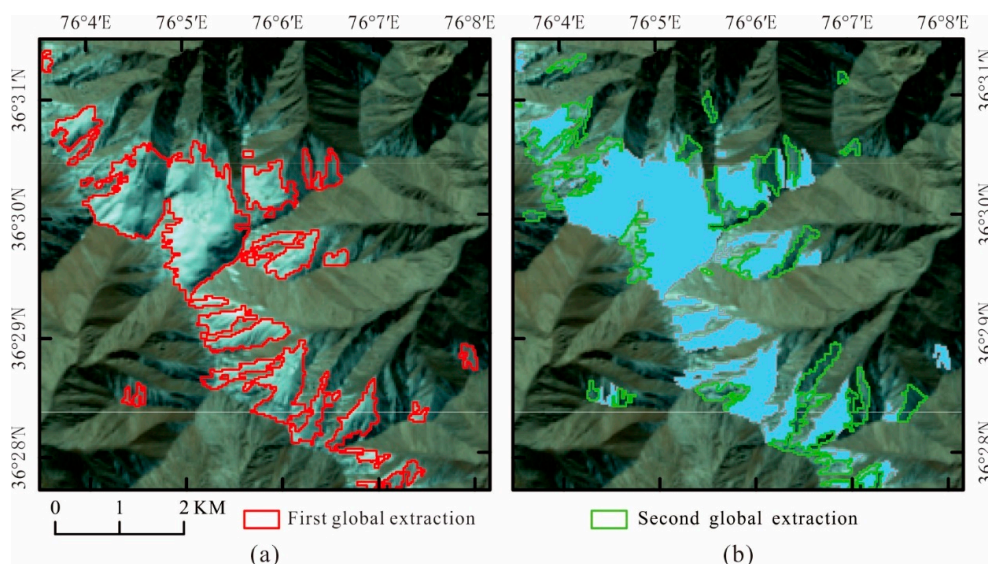 76°4′E 76°5′E 76°6′E 76°7′E 76°8′E
76°4′E 76°5′E 76°6′E 76°7′E 76°8′E
36°31′N
36°30′N
36°29′N
36°28′N
36°31′N
36°30′N
36°29′N
36°28′N
0 1 2 KM
First global extraction
Second global extraction
(a)
(b)